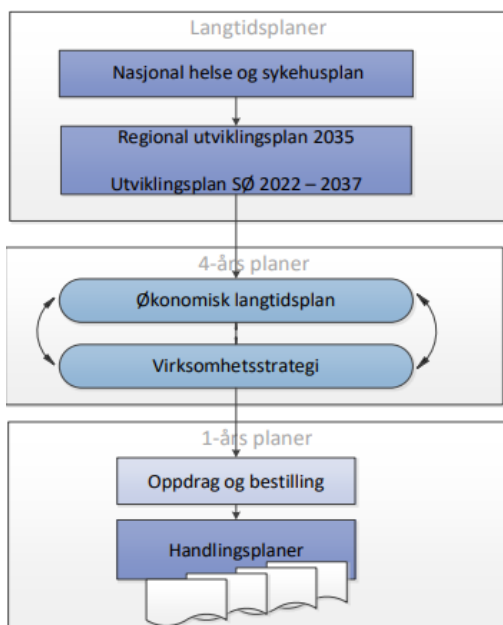 Langtidsplaner
Nasjonal helse og sykehusplan
Regional utviklingsplan 2035
Utviklingsplan SØ 2022 – 2037
4-års planer
Økonomisk langtidsplan
Virksomhetsstrategi
1-års planer
Oppdrag og bestilling
Handlingsplaner